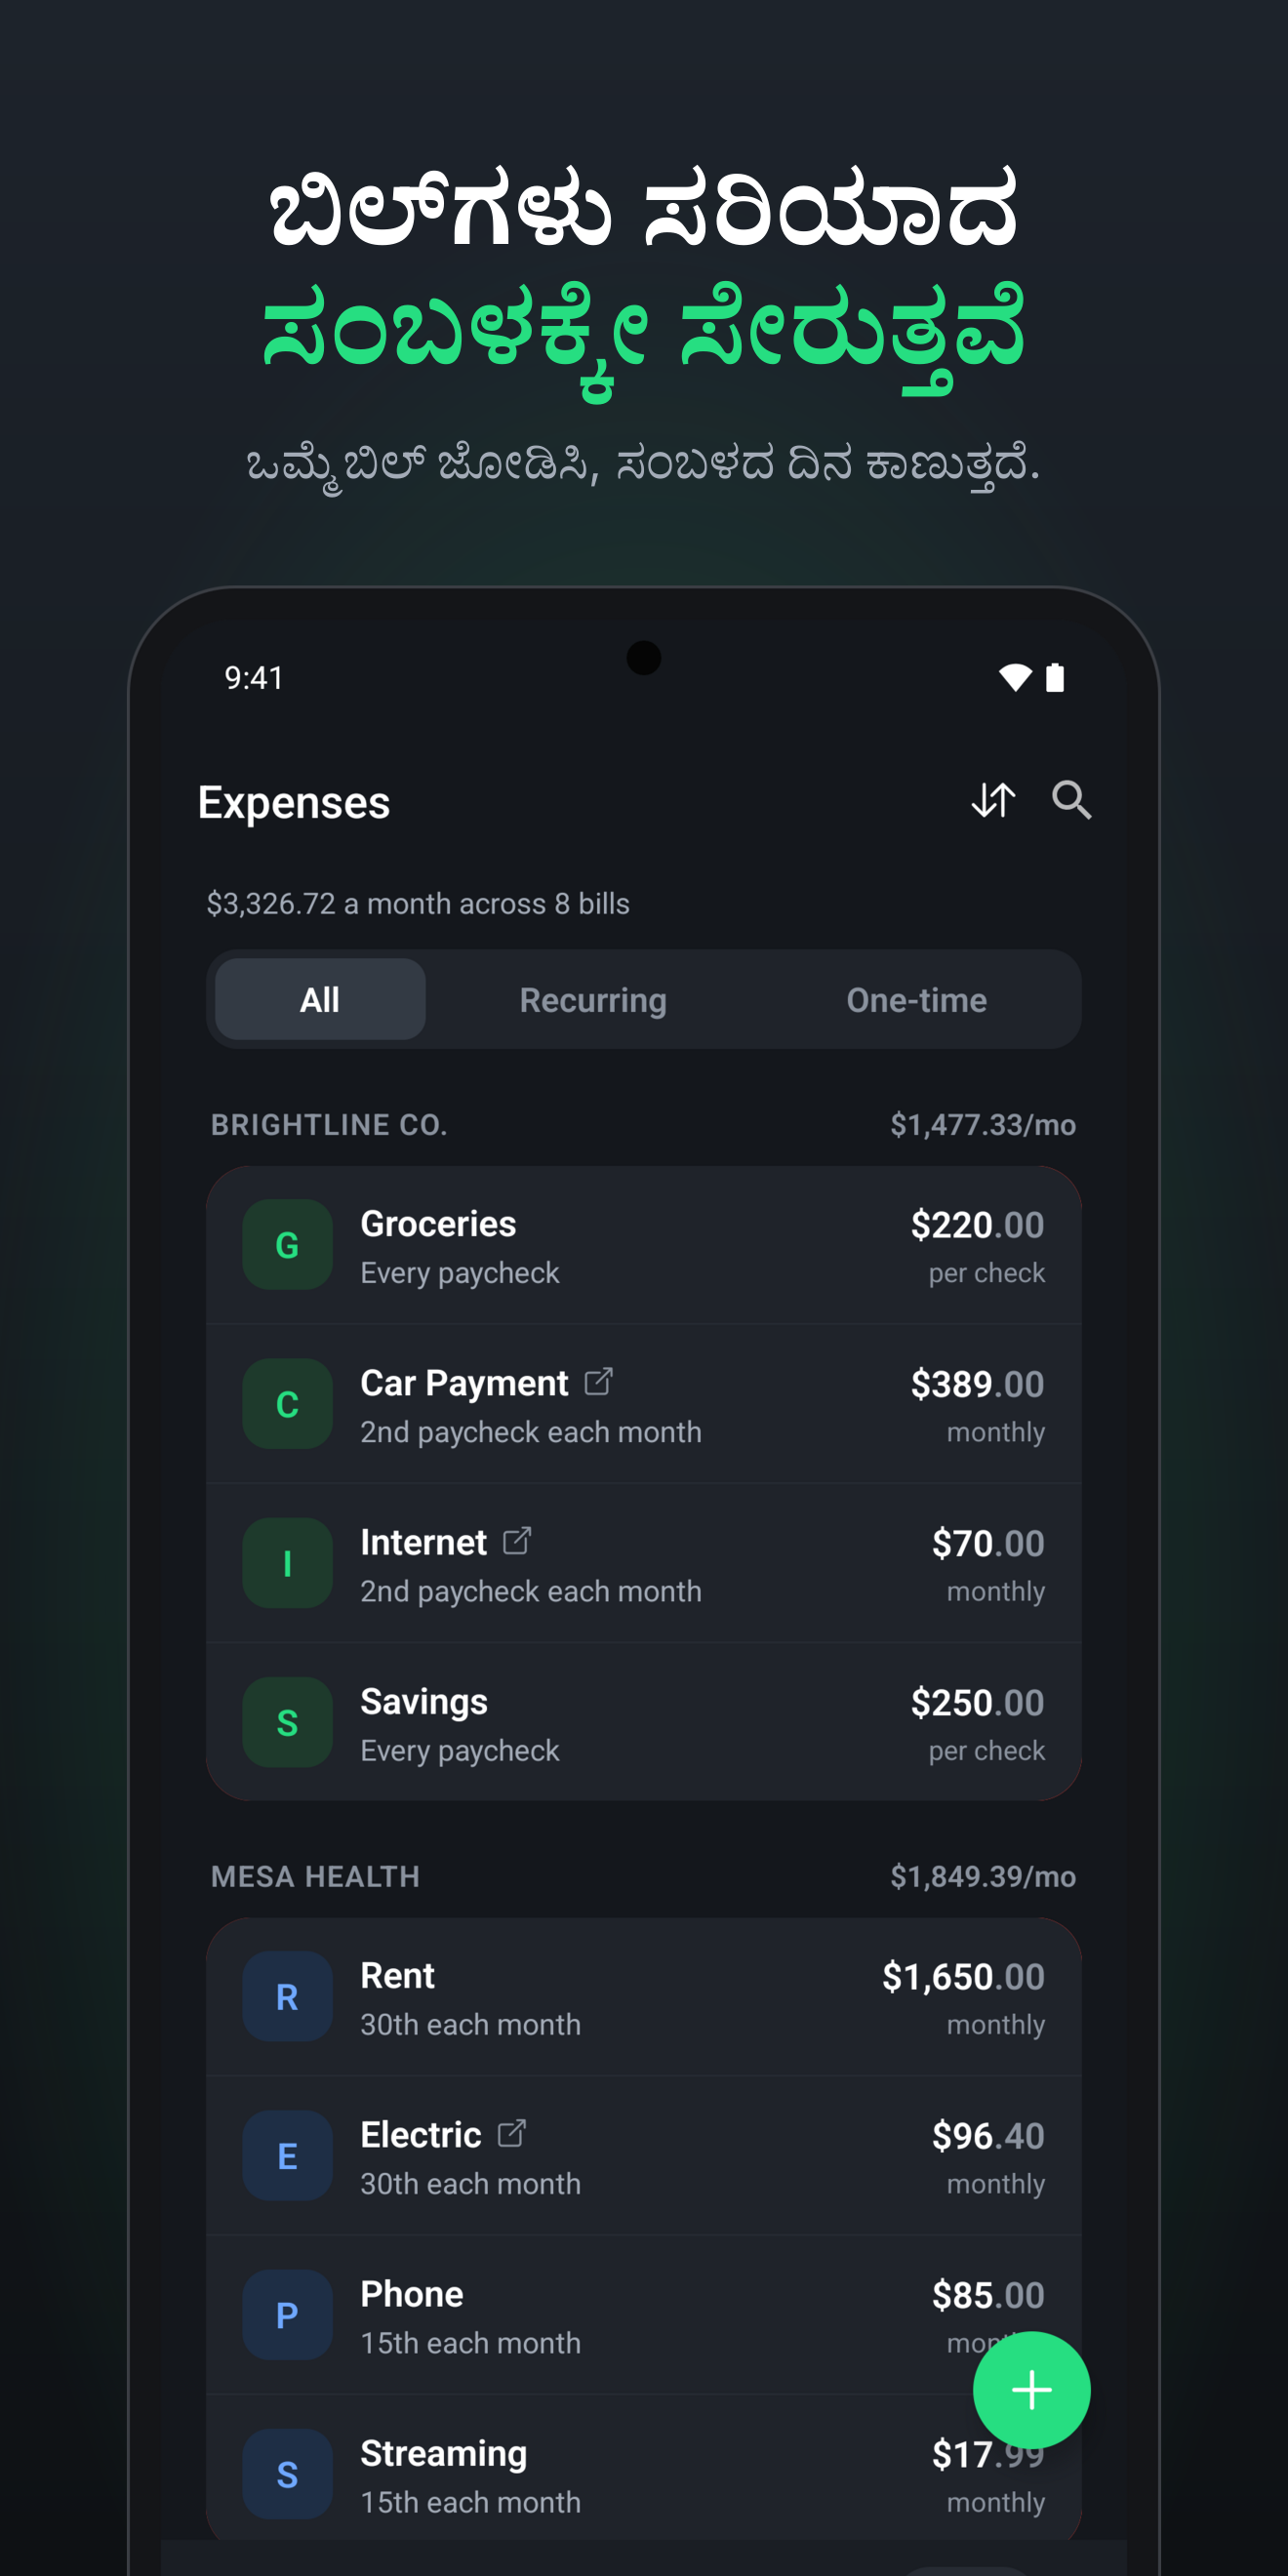 ಬಿಲ್‌ಗಳು ಸರಿಯಾದ
ಸಂಬಳಕ್ಕೇ ಸೇರುತ್ತವೆ
ಒಮ್ಮೆ ಬಿಲ್ ಜೋಡಿಸಿ, ಸಂಬಳದ ದಿನ ಕಾಣುತ್ತದೆ.
9:41
Expenses
$3,326.72 a month across 8 bills
All Recurring One-time
BRIGHTLINE CO. $1,477.33/mo
G Groceries $220.00
Every paycheck per check
C Car Payment $389.00
2nd paycheck each month monthly
I Internet $70.00
2nd paycheck each month monthly
S Savings $250.00
Every paycheck per check
MESA HEALTH $1,849.39/mo
R Rent $1,650.00
30th each month monthly
E Electric $96.40
30th each month monthly
P Phone $85.00
15th each month
S Streaming $17.99
15th each month monthly